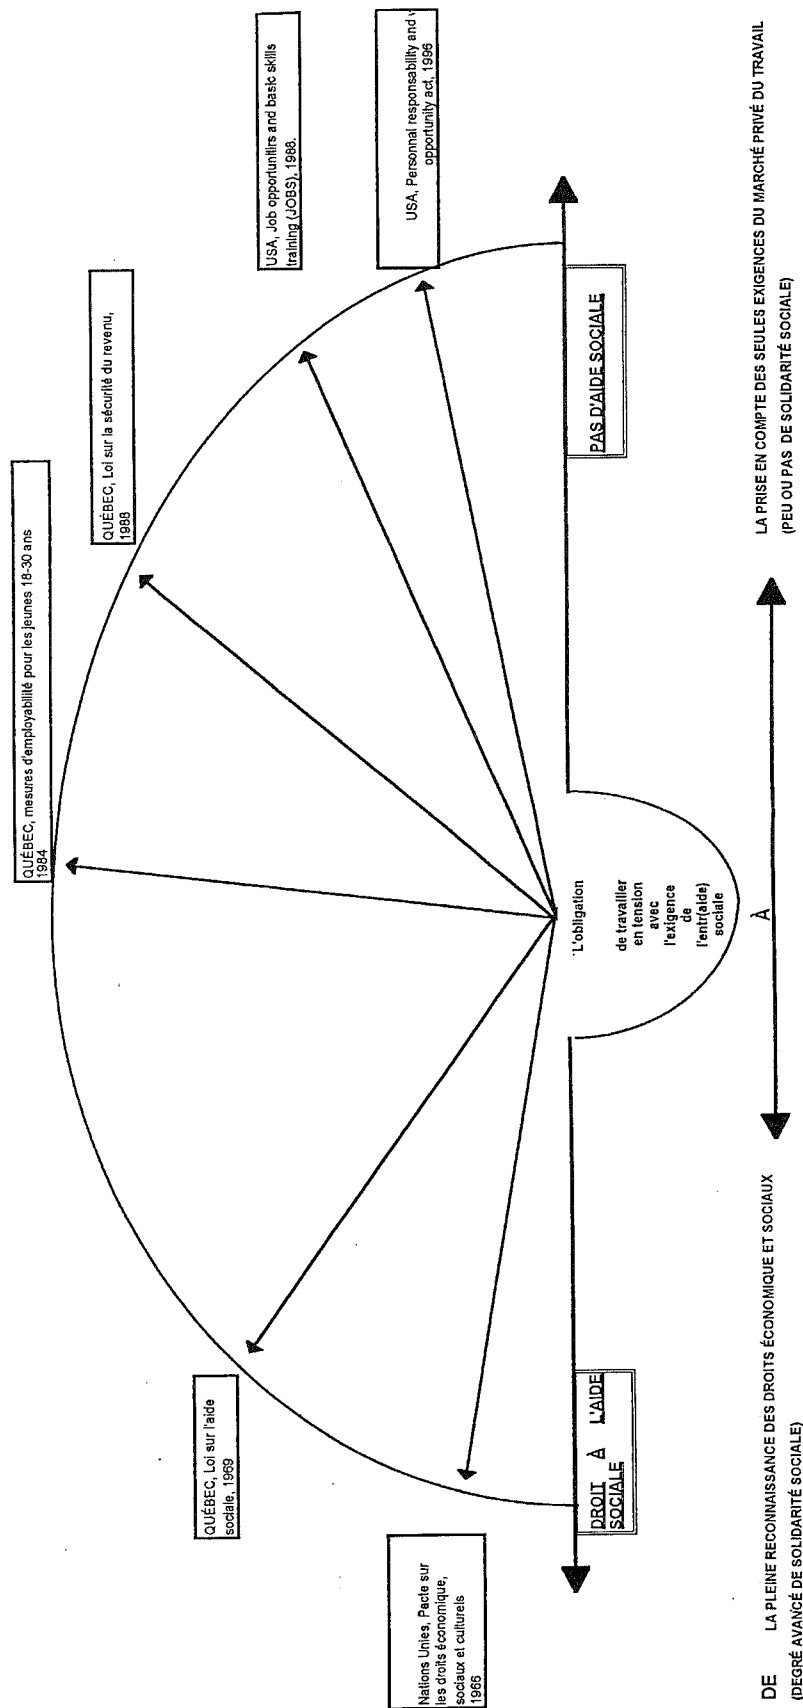 QUÉBEC, mesures d'employabilité pour les jeunes 18-30 ans
1984
QUÉBEC, Loi sur la sécurité du revenu,
1988
USA, Job opportunitirs and basic skills
training (JOBS), 1988.
USA, Personnal responsability and
opportunity act, 1996
QUÉBEC, Loi sur l'aide
sociale, 1969
Nations Unies, Pacte sur
les droits économique,
sociaux et culturels
1966
DROIT À L'AIDE
SOCIALE
L'obligation
de travailler
en tension
avec
l'exigence
de
l'entr(aide)
sociale
PAS D'AIDE SOCIALE
DE LA PLEINE RECONNAISSANCE DES DROITS ÉCONOMIQUE ET SOCIAUX
(DEGRÉ AVANCÉ DE SOLIDARITÉ SOCIALE)
À
LA PRISE EN COMPTE DES SEULES EXIGENCES DU MARCHÉ PRIVÉ DU TRAVAIL
(PEU OU PAS DE SOLIDARITÉ SOCIALE)